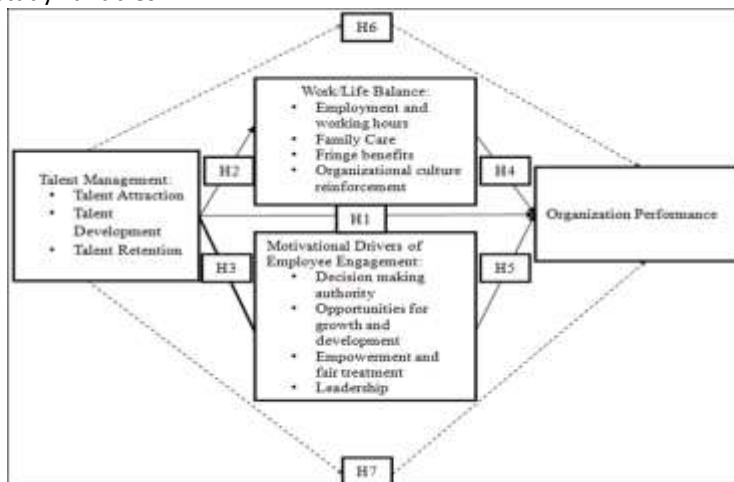 H6
Work/Life Balance:
• Employment and
working hours
• Family Care
• Fringe benefits
• Organizational culture
reinforcement
H2
H4
Talent Management:
• Talent Attraction
• Talent
Development
• Talent Retention
H1
Organization Performance
H3
Motivational Drivers of
Employee Engagement:
• Decision making
authority
• Opportunities for
growth and
development
• Empowerment and
fair treatment
• Leadership
H5
H7